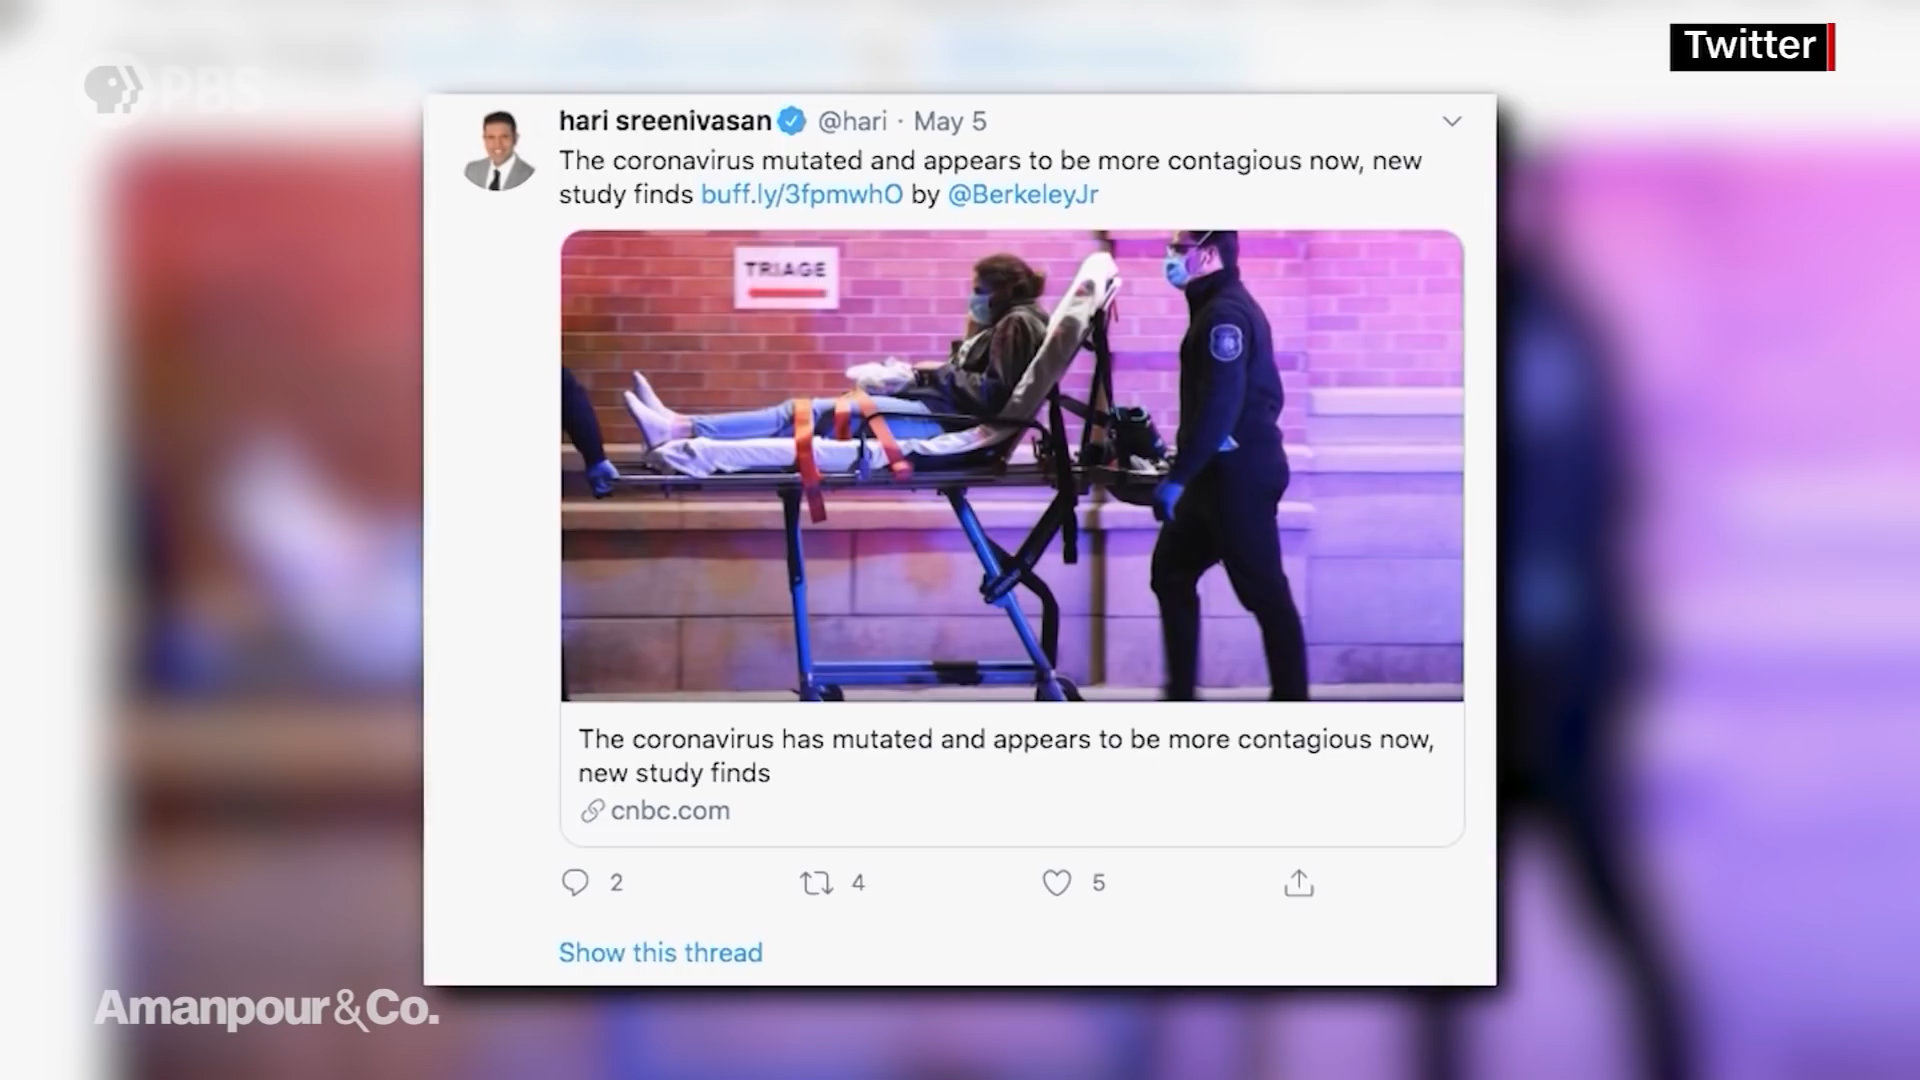 Twitter
PBS
hari sreenivasan @hari · May 5
The coronavirus mutated and appears to be more contagious now, new
study finds buff.ly/3fpmwhO by @BerkeleyJr
TRIAGE
The coronavirus has mutated and appears to be more contagious now,
new study finds
cnbc.com
2 4 5
Show this thread
Amanpour&Co.